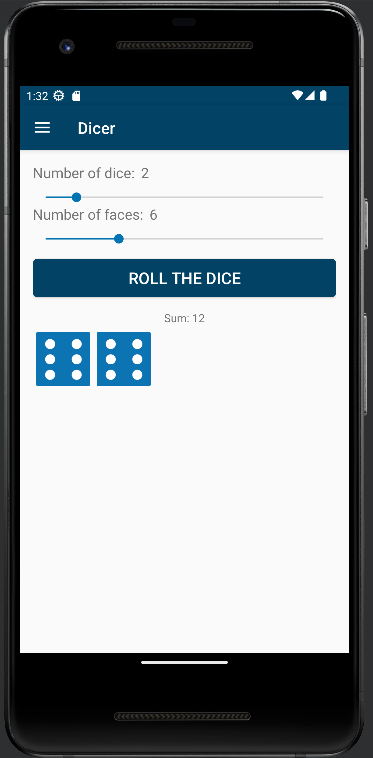 1:32
Dicer
Number of dice: 2
Number of faces: 6
ROLL THE DICE
Sum: 12